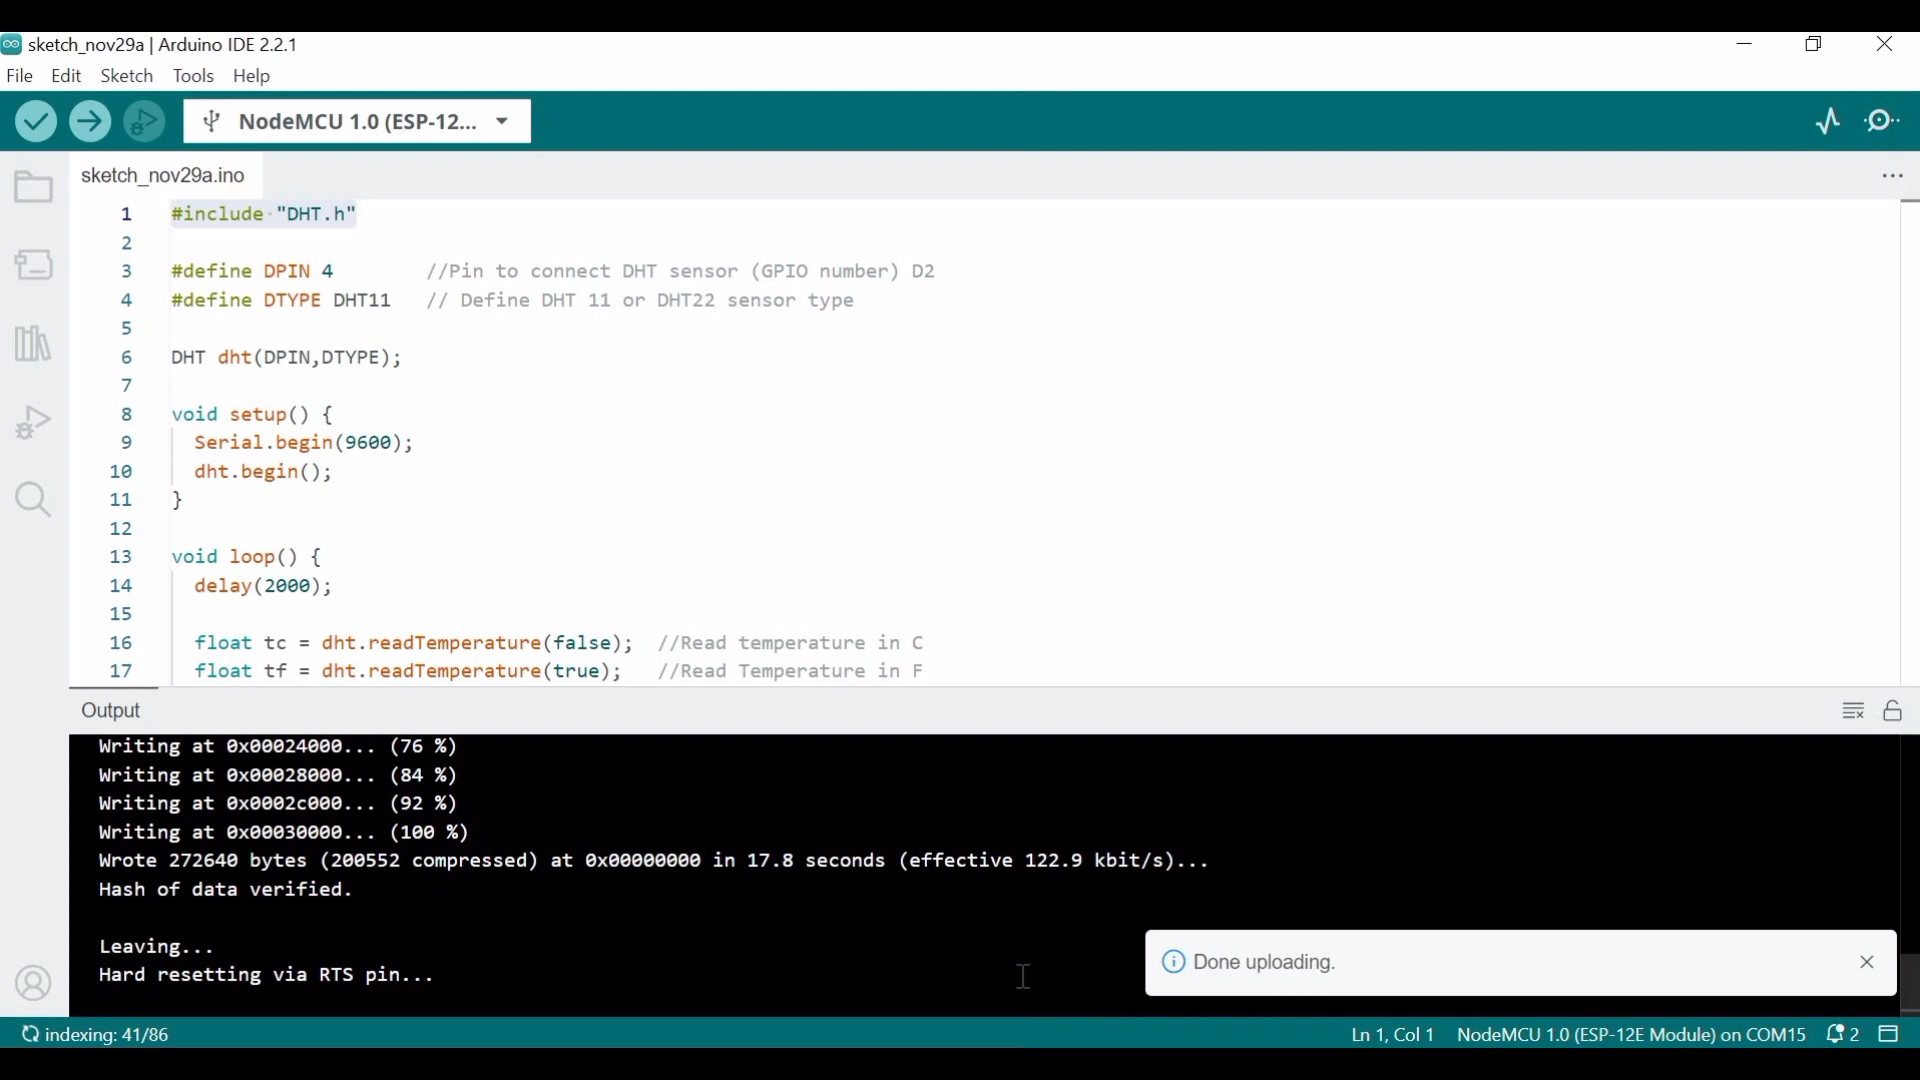 sketch_nov29a | Arduino IDE 2.2.1
File Edit Sketch Tools Help
NodeMCU 1.0 (ESP-12...
sketch_nov29a.ino
1 #include "DHT.h"
2
3 #define DPIN 4 //Pin to connect DHT sensor (GPIO number) D2
4 #define DTYPE DHT11 // Define DHT 11 or DHT22 sensor type
5
6 DHT dht(DPIN,DTYPE);
7
8 void setup() {
9 Serial.begin(9600);
10 dht.begin();
11 }
12
13 void loop() {
14 delay(2000);
15
16 float tc = dht.readTemperature(false); //Read temperature in C
17 float tf = dht.readTemperature(true); //Read Temperature in F
Output
Writing at 0x00024000... (76 %)
Writing at 0x00028000... (84 %)
Writing at 0x0002c000... (92 %)
Writing at 0x00030000... (100 %)
Wrote 272640 bytes (200552 compressed) at 0x00000000 in 17.8 seconds (effective 122.9 kbit/s)...
Hash of data verified.
Leaving...
Hard resetting via RTS pin...
Done uploading.
indexing: 41/86
Ln 1, Col 1 NodeMCU 1.0 (ESP-12E Module) on COM15 2